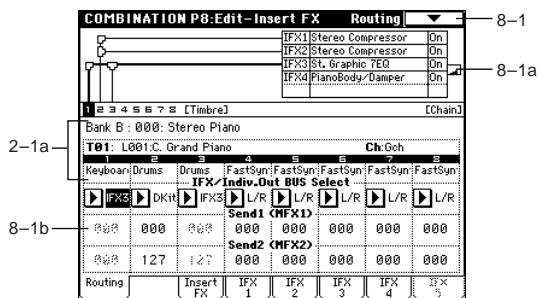 COMBINATION P8:Edit-Insert FX Routing
8-1
IFX1 Stereo Compressor On
IFX2 Stereo Compressor On
IFX3 St. Graphic 7EQ On
8-1a
IFX4 PianoBody/Damper On
1 2 3 4 5 6 7 8 [Timbre] [Chain]
Bank B : 000: Stereo Piano
2-1a
T01: L001:C. Grand Piano Ch:Gch
1 2 3 4 5 6 7 8
Keyboar Drums Drums FastSyn FastSyn FastSyn FastSyn FastSyn
IFX/Indiv.Out BUS Select
IFX3 DKit IFX3 L/R L/R L/R L/R L/R
Send1 (MFX1)
8-1b
000 000 000 000 000 000 000 000
Send2 (MFX2)
000 127 127 000 000 000 000 000
Routing Insert FX IFX 1 IFX 2 IFX 3 IFX 4 IFX 5